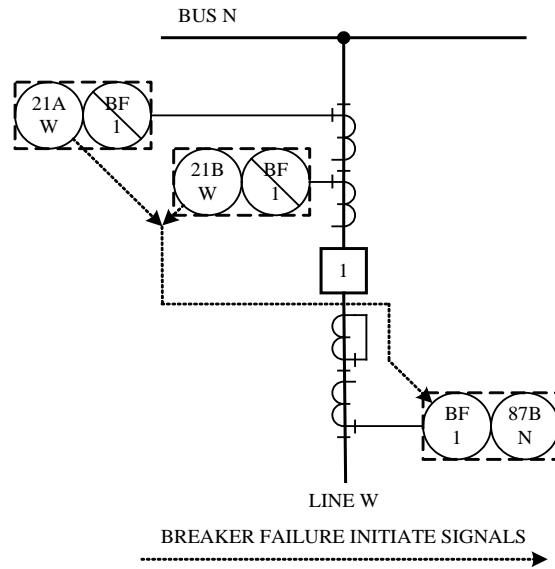 BUS N
21A
W
BF
1
21B
W
BF
1
1
BF
1
87B
N
LINE W
BREAKER FAILURE INITIATE SIGNALS